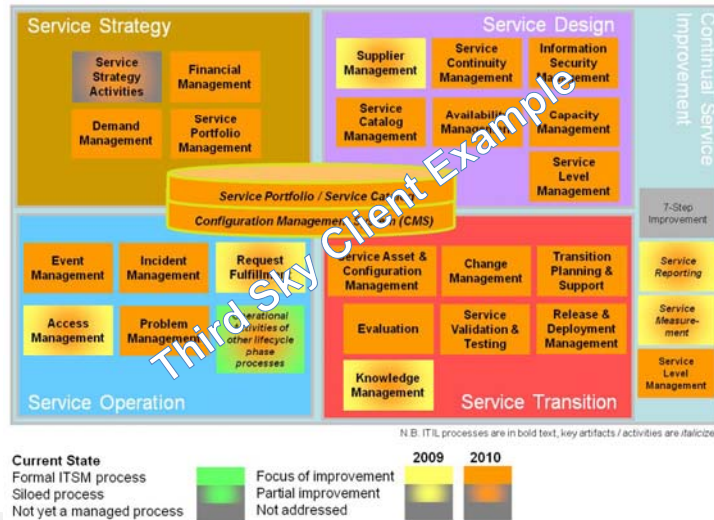 Service Strategy
Service
Strategy
Activities
Financial
Management
Demand
Management
Service
Portfolio
Management
Service Design
Supplier
Management
Service
Continuity
Management
Information
Security
Management
Service
Catalog
Management
Availability
Management
Capacity
Management
Service
Level
Management
Continual Service
Improvement
7-Step
Improvement
Service
Reporting
Service
Measure-
ment
Service
Level
Management
Service Portfolio / Service Catalog
Configuration Management System (CMS)
Third Sky Client Example
Event
Management
Incident
Management
Request
Fulfillment
Access
Management
Problem
Management
Operational
activities of
other lifecycle
phase
processes
Service Operation
Service Asset &
Configuration
Management
Change
Management
Transition
Planning &
Support
Evaluation
Service
Validation &
Testing
Release &
Deployment
Management
Knowledge
Management
Service Transition
N.B. ITIL processes are in bold text, key artifacts / activities are italicize
Current State
Formal ITSM process
Siloed process
Not yet a managed process
2009
2010
Focus of improvement
Partial improvement
Not addressed